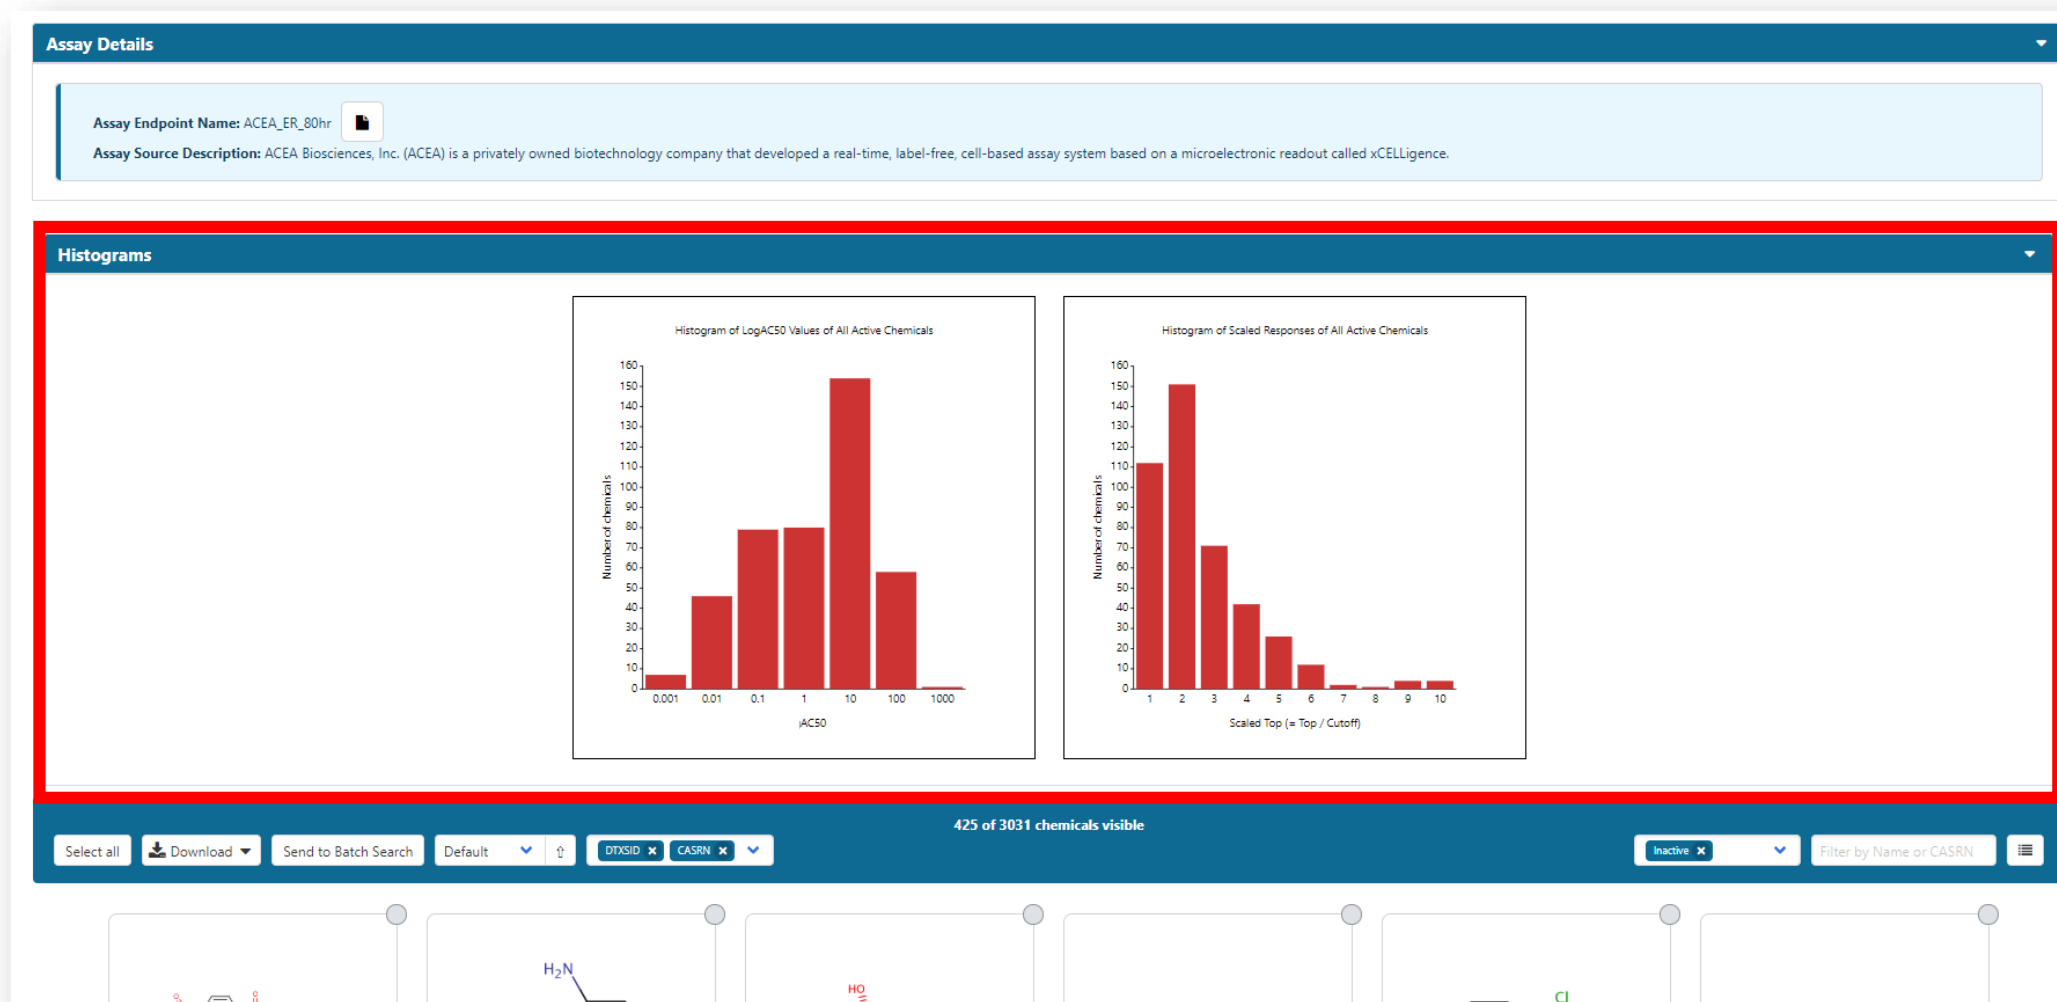 Assay Details
Assay Endpoint Name: ACEA_ER_80hr
Assay Source Description: ACEA Biosciences, Inc. (ACEA) is a privately owned biotechnology company that developed a real-time, label-free, cell-based assay system based on a microelectronic readout called xCELLigence.
Histograms
Histogram of LogAC50 Values of All Active Chemicals
160
150
140
130
120
110
100
90
80
70
60
50
40
30
20
10
0
Number of chemicals
0.001 0.01 0.1 1 10 100 1000
AC50
Histogram of Scaled Responses of All Active Chemicals
160
150
140
130
120
110
100
90
80
70
60
50
40
30
20
10
0
Number of chemicals
1 2 3 4 5 6 7 8 9 10
Scaled Top (= Top / Cutoff)
425 of 3031 chemicals visible
Select all Download Send to Batch Search Default DTXSID CASRN Inactive Filter by Name or CASRN
H2N
HO
Cl